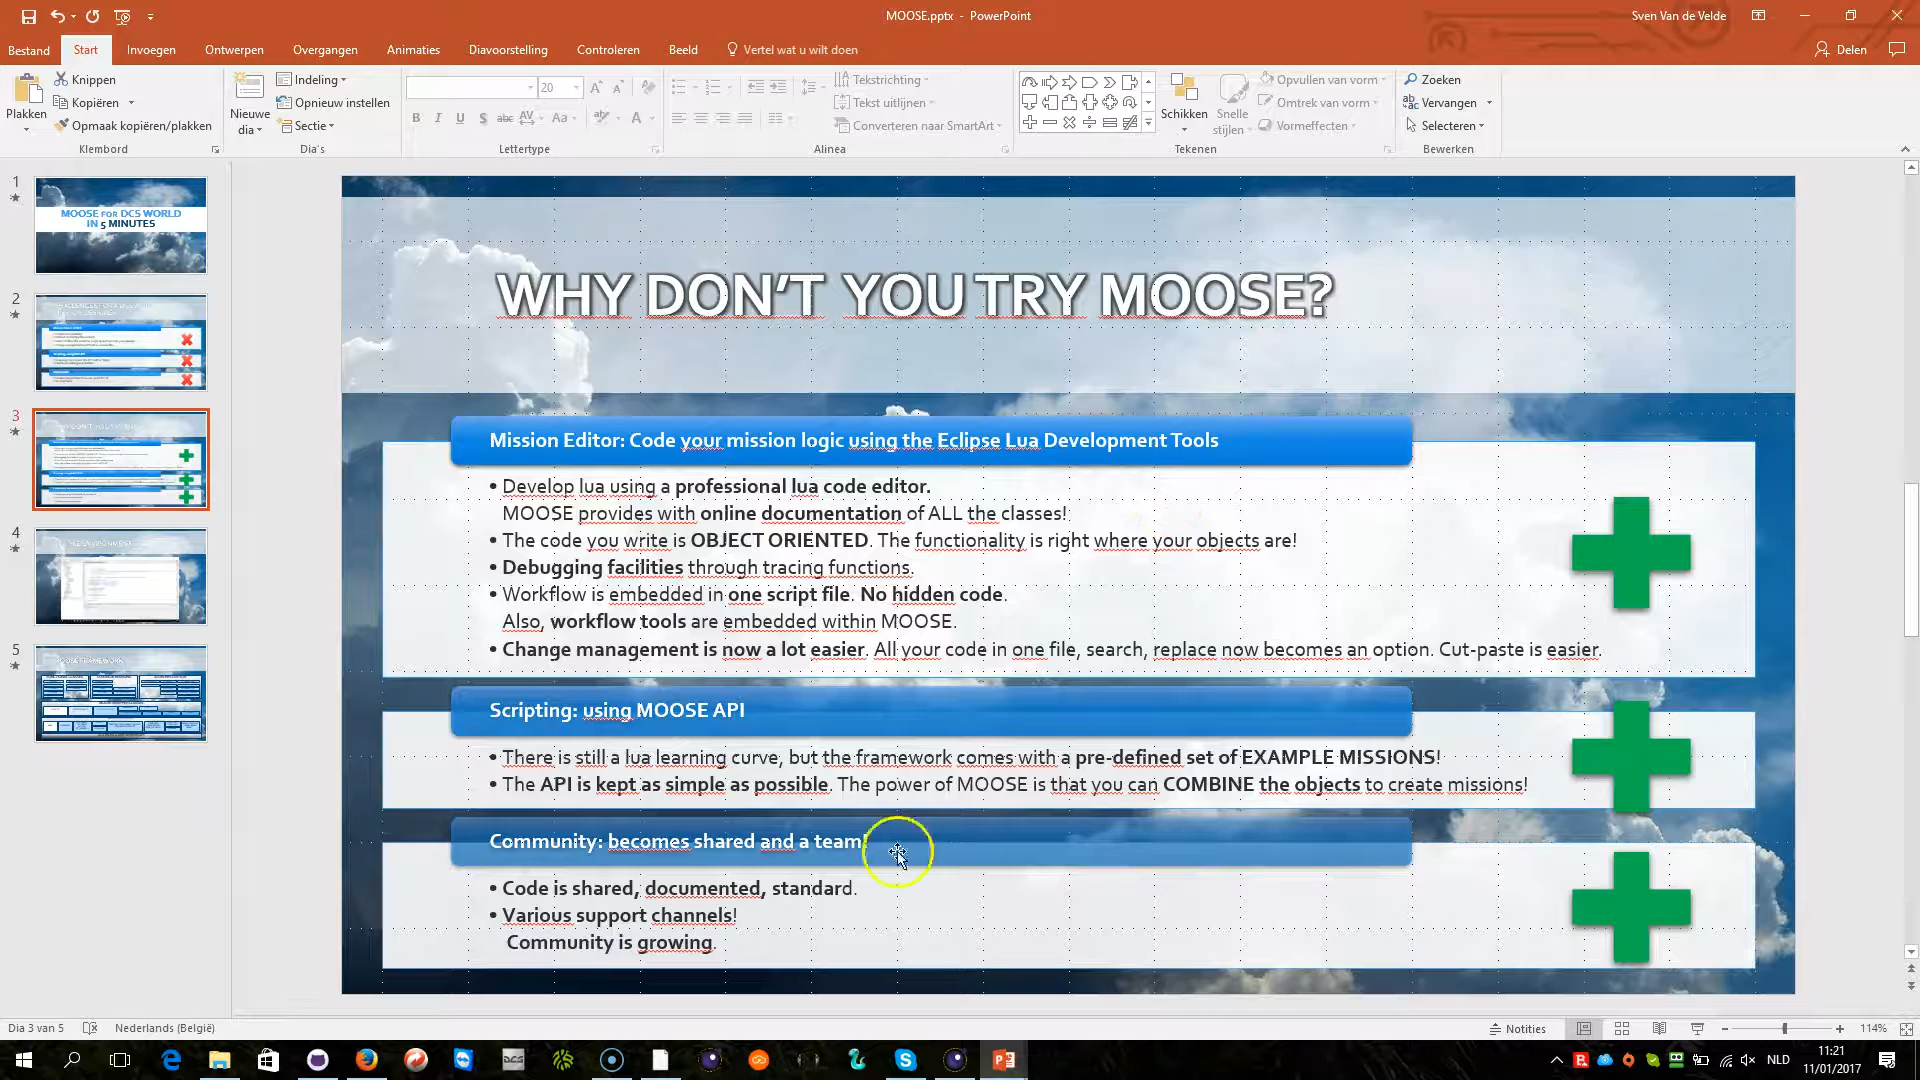 MOOSE.pptx - PowerPoint
Sven Van de Velde
Bestand
Start
Invoegen
Ontwerpen
Overgangen
Animaties
Diavoorstelling
Controleren
Beeld
Vertel wat u wilt doen
Delen
Plakken
Knippen
Kopiëren
Opmaak kopiëren/plakken
Klembord
Nieuwe
dia
Indeling
Opnieuw instellen
Sectie
Dia's
20
B I U S abc AV Aa A
Lettertype
Tekstrichting
Tekst uitlijnen
Converteren naar SmartArt
Alinea
Schikken
Snelle
stijlen
Opvullen van vorm
Omtrek van vorm
Vormeffecten
Tekenen
Zoeken
Vervangen
Selecteren
Bewerken
1
MOOSE FOR DCS WORLD
IN 5 MINUTES
2
3
4
5
WHY DON'T YOU TRY MOOSE?
Mission Editor: Code your mission logic using the Eclipse Lua Development Tools
• Develop lua using a professional lua code editor.
MOOSE provides with online documentation of ALL the classes!
• The code you write is OBJECT ORIENTED. The functionality is right where your objects are!
• Debugging facilities through tracing functions.
• Workflow is embedded in one script file. No hidden code.
Also, workflow tools are embedded within MOOSE.
• Change management is now a lot easier. All your code in one file, search, replace now becomes an option. Cut-paste is easier.
Scripting: using MOOSE API
• There is still a lua learning curve, but the framework comes with a pre-defined set of EXAMPLE MISSIONS!
• The API is kept as simple as possible. The power of MOOSE is that you can COMBINE the objects to create missions!
Community: becomes shared and a team!
• Code is shared, documented, standard.
• Various support channels!
Community is growing.
Dia 3 van 5
Nederlands (België)
Notities
114%
DCS
NLD
11:21
11/01/2017